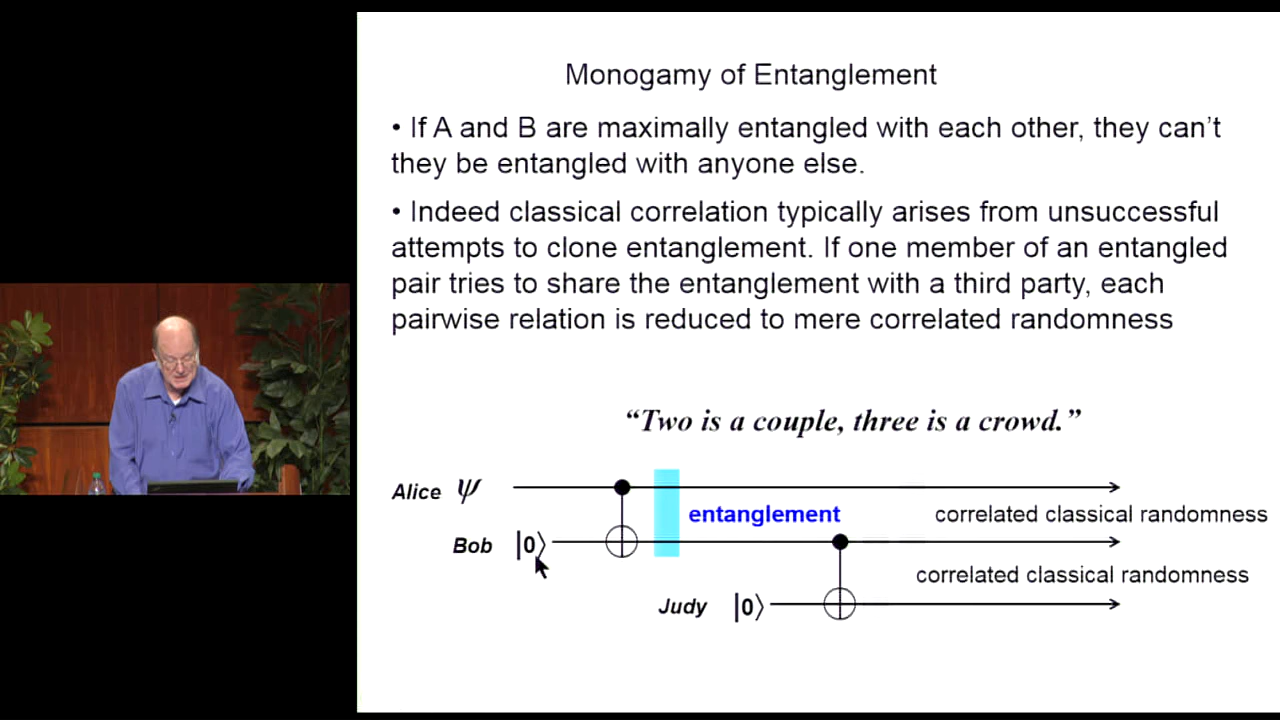 Monogamy of Entanglement
• If A and B are maximally entangled with each other, they can't
they be entangled with anyone else.
• Indeed classical correlation typically arises from unsuccessful
attempts to clone entanglement. If one member of an entangled
pair tries to share the entanglement with a third party, each
pairwise relation is reduced to mere correlated randomness
“Two is a couple, three is a crowd.”
Alice ψ
entanglement
correlated classical randomness
Bob |0⟩
correlated classical randomness
Judy |0⟩